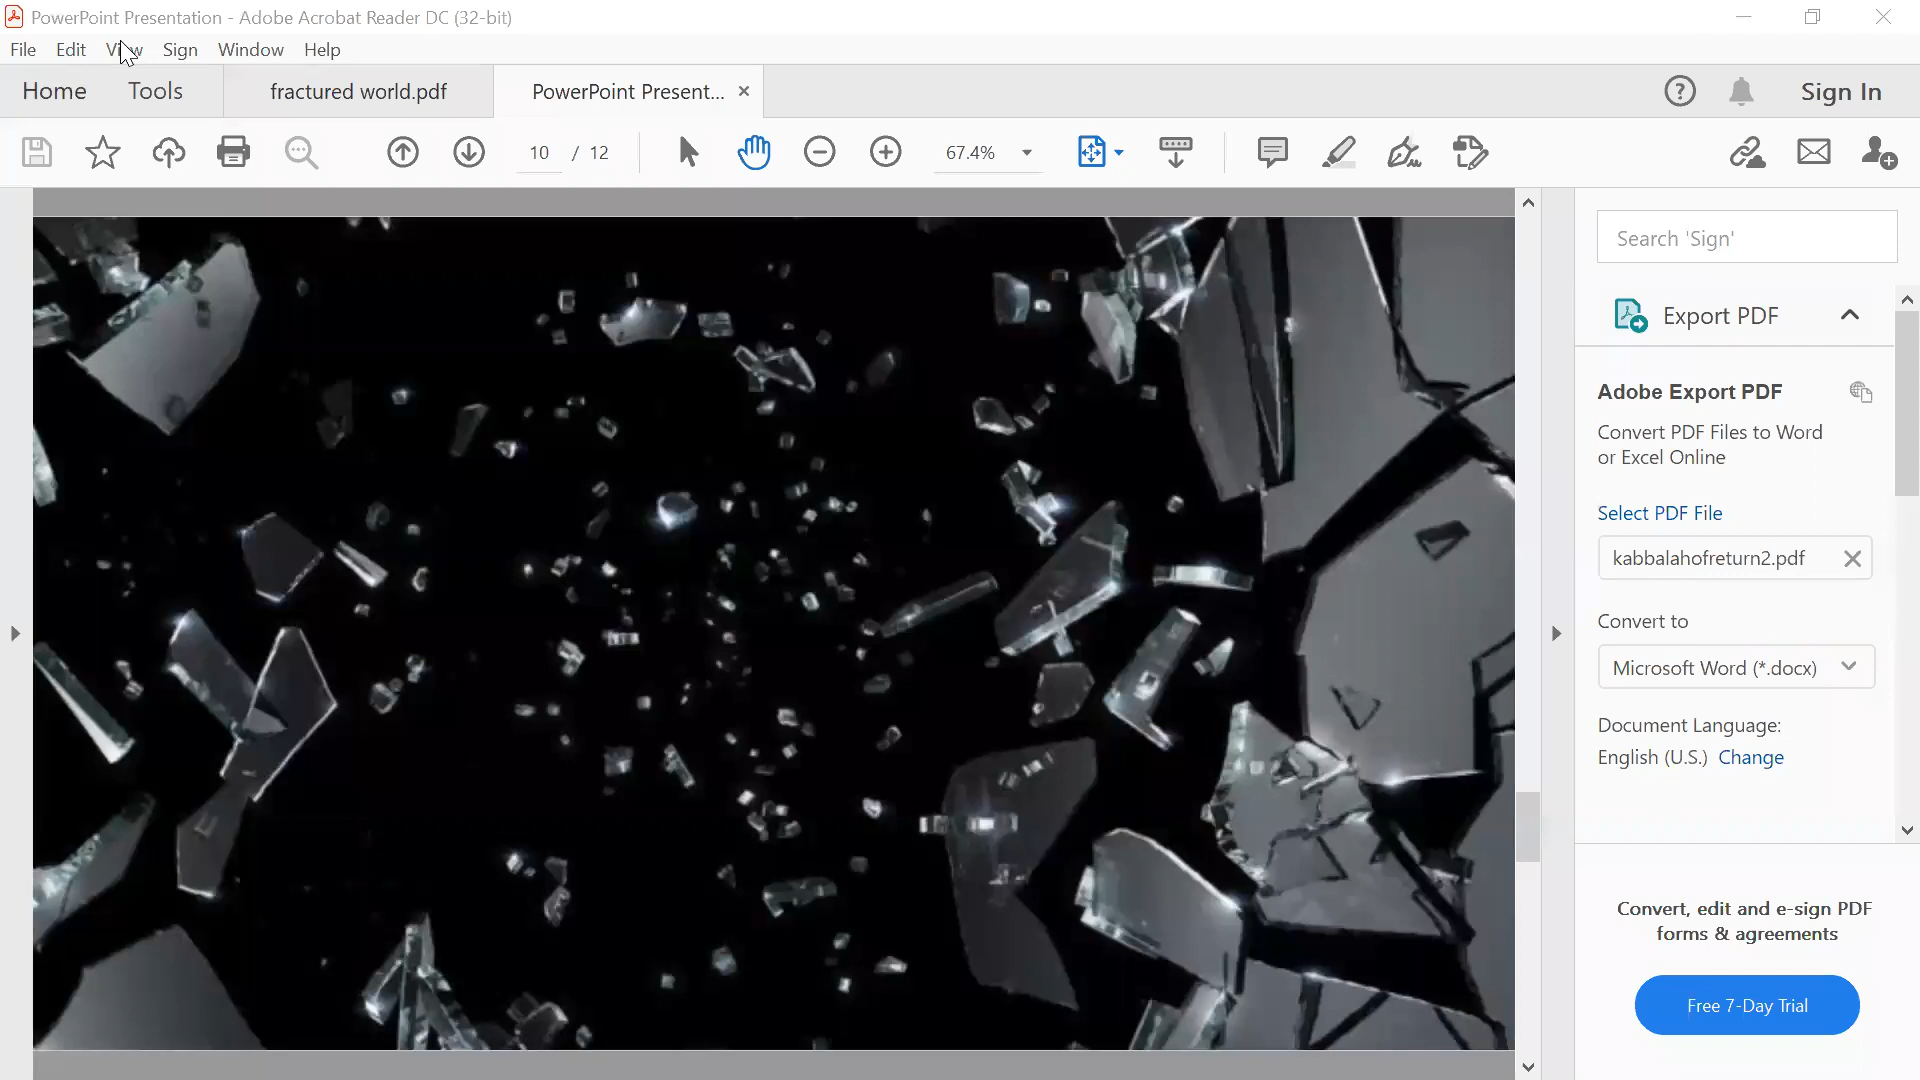 PowerPoint Presentation - Adobe Acrobat Reader DC (32-bit)
File Edit View Sign Window Help
Home Tools fractured world.pdf PowerPoint Present... Sign In
10 / 12 67.4%
Search 'Sign'
Export PDF
Adobe Export PDF
Convert PDF Files to Word
or Excel Online
Select PDF File
kabbalahofreturn2.pdf
Convert to
Microsoft Word (*.docx)
Document Language:
English (U.S.) Change
Convert, edit and e-sign PDF
forms & agreements
Free 7-Day Trial